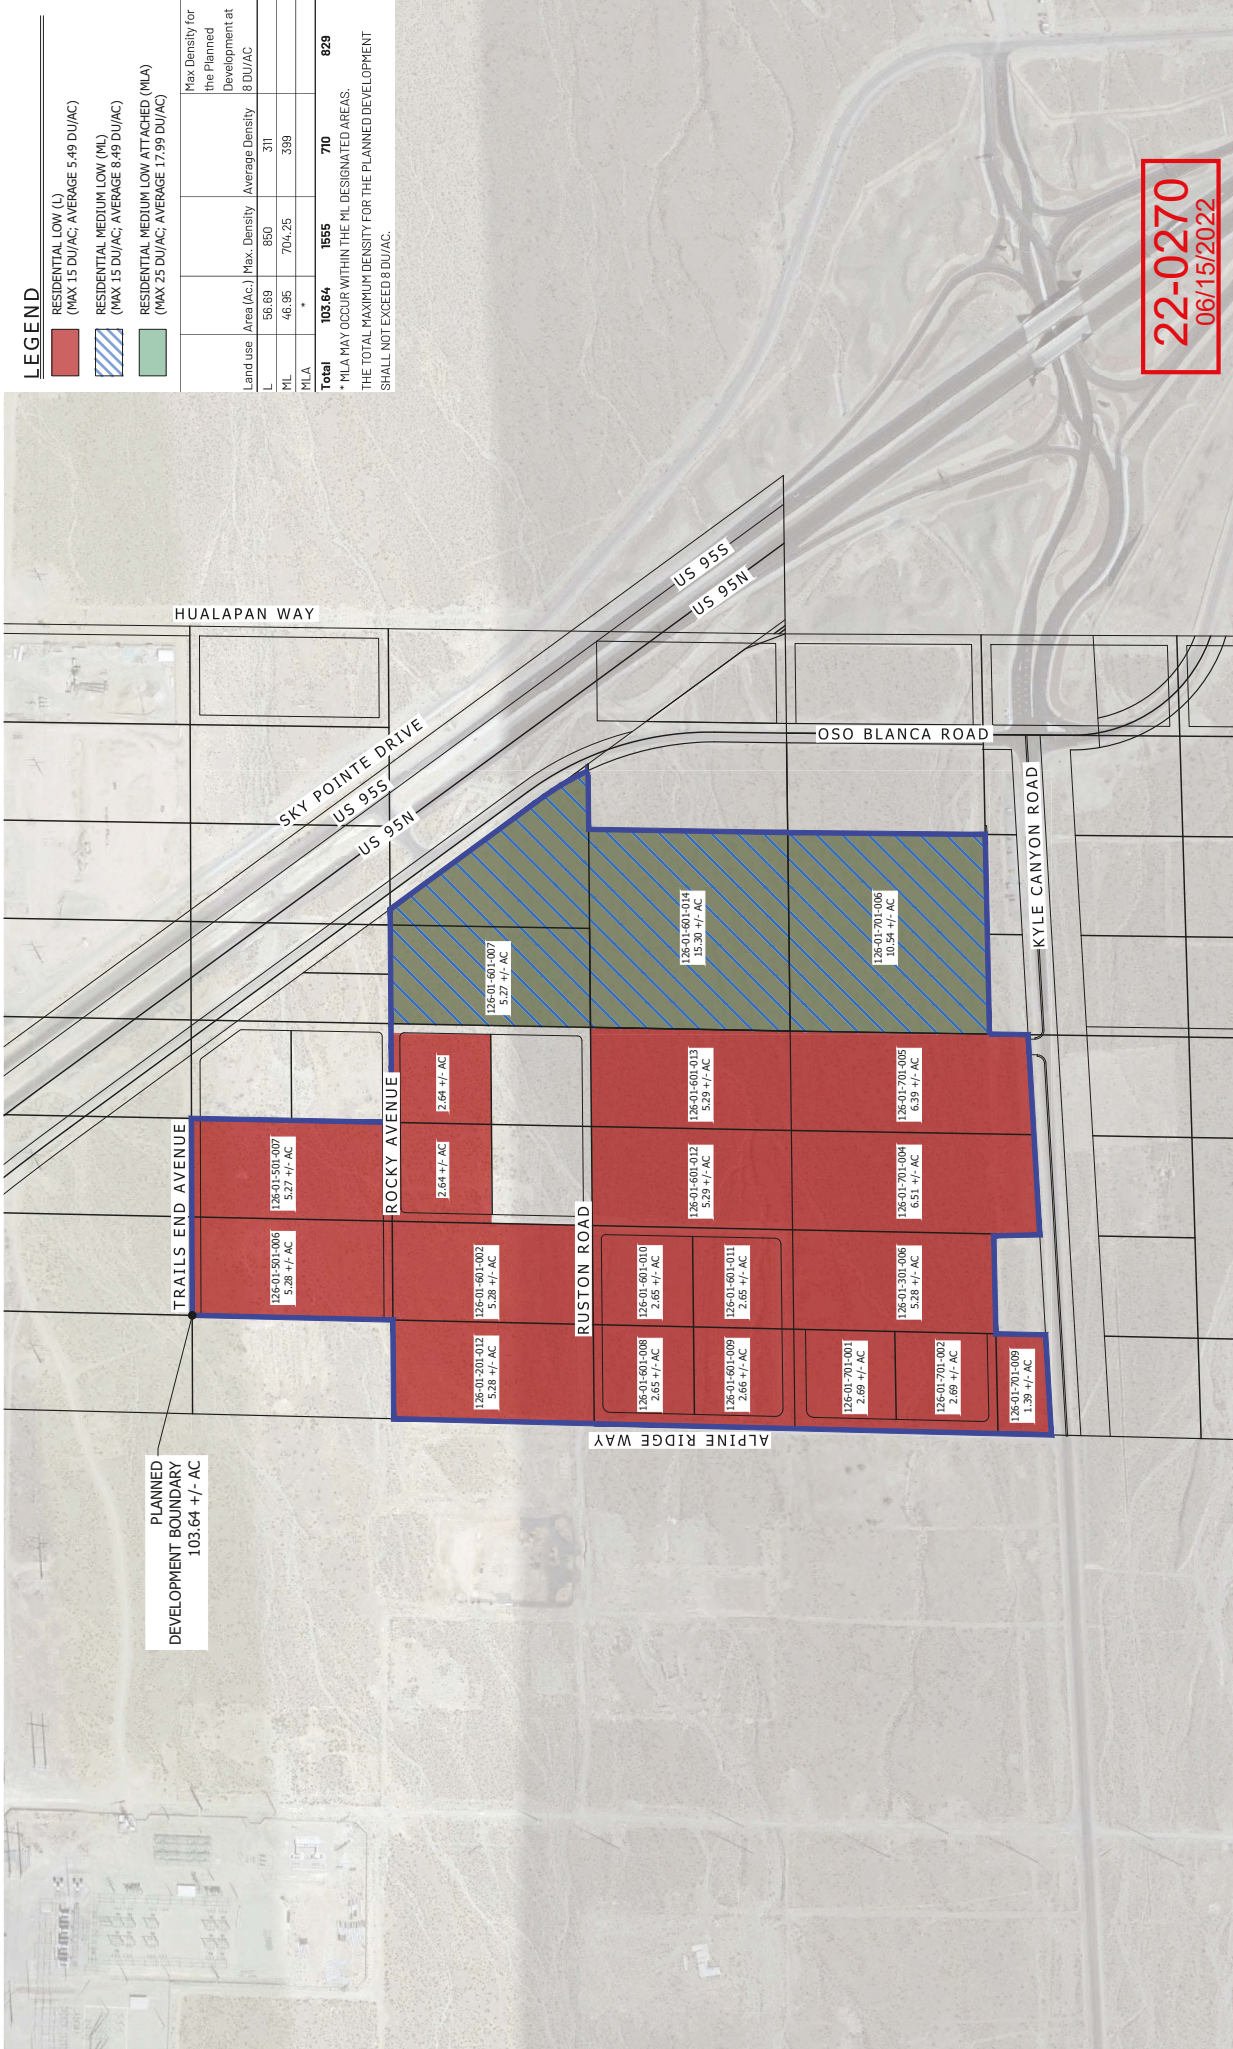 LEGEND
RESIDENTIAL LOW (L)
(MAX 15 DU/AC; AVERAGE 5.49 DU/AC)
RESIDENTIAL MEDIUM LOW (ML)
(MAX 15 DU/AC; AVERAGE 8.49 DU/AC)
RESIDENTIAL MEDIUM LOW ATTACHED (MLA)
(MAX 25 DU/AC; AVERAGE 17.99 DU/AC)
Max Density for
the Planned
Development at
Land use Area (Ac.) Max. Density Average Density 8 DU/AC
L 56.69 850 311
ML 46.95 704.25 399
MLA *
Total 103.64 1555 710 829
* MLA MAY OCCUR WITHIN THE ML DESIGNATED AREAS.
THE TOTAL MAXIMUM DENSITY FOR THE PLANNED DEVELOPMENT
SHALL NOT EXCEED 8 DU/AC.
22-0270
06/15/2022
PLANNED
DEVELOPMENT BOUNDARY
103.64 +/- AC
TRAILS END AVENUE
HUALAPAN WAY
SKY POINTE DRIVE
US 95S
US 95N
US 95S
US 95N
OSO BLANCA ROAD
KYLE CANYON ROAD
ROCKY AVENUE
RUSTON ROAD
ALPINE RIDGE WAY
126-01-501-006
5.28 +/- AC
126-01-501-007
5.27 +/- AC
126-01-201-012
5.28 +/- AC
126-01-601-002
5.28 +/- AC
2.64 +/- AC
2.64 +/- AC
126-01-601-007
5.27 +/- AC
126-01-601-008
2.65 +/- AC
126-01-601-010
2.65 +/- AC
126-01-601-012
5.29 +/- AC
126-01-601-013
5.29 +/- AC
126-01-601-014
15.30 +/- AC
126-01-601-009
2.66 +/- AC
126-01-601-011
2.65 +/- AC
126-01-701-001
2.69 +/- AC
126-01-701-002
2.69 +/- AC
126-01-301-006
5.28 +/- AC
126-01-701-004
6.51 +/- AC
126-01-701-005
6.39 +/- AC
126-01-701-006
10.54 +/- AC
126-01-701-009
1.39 +/- AC